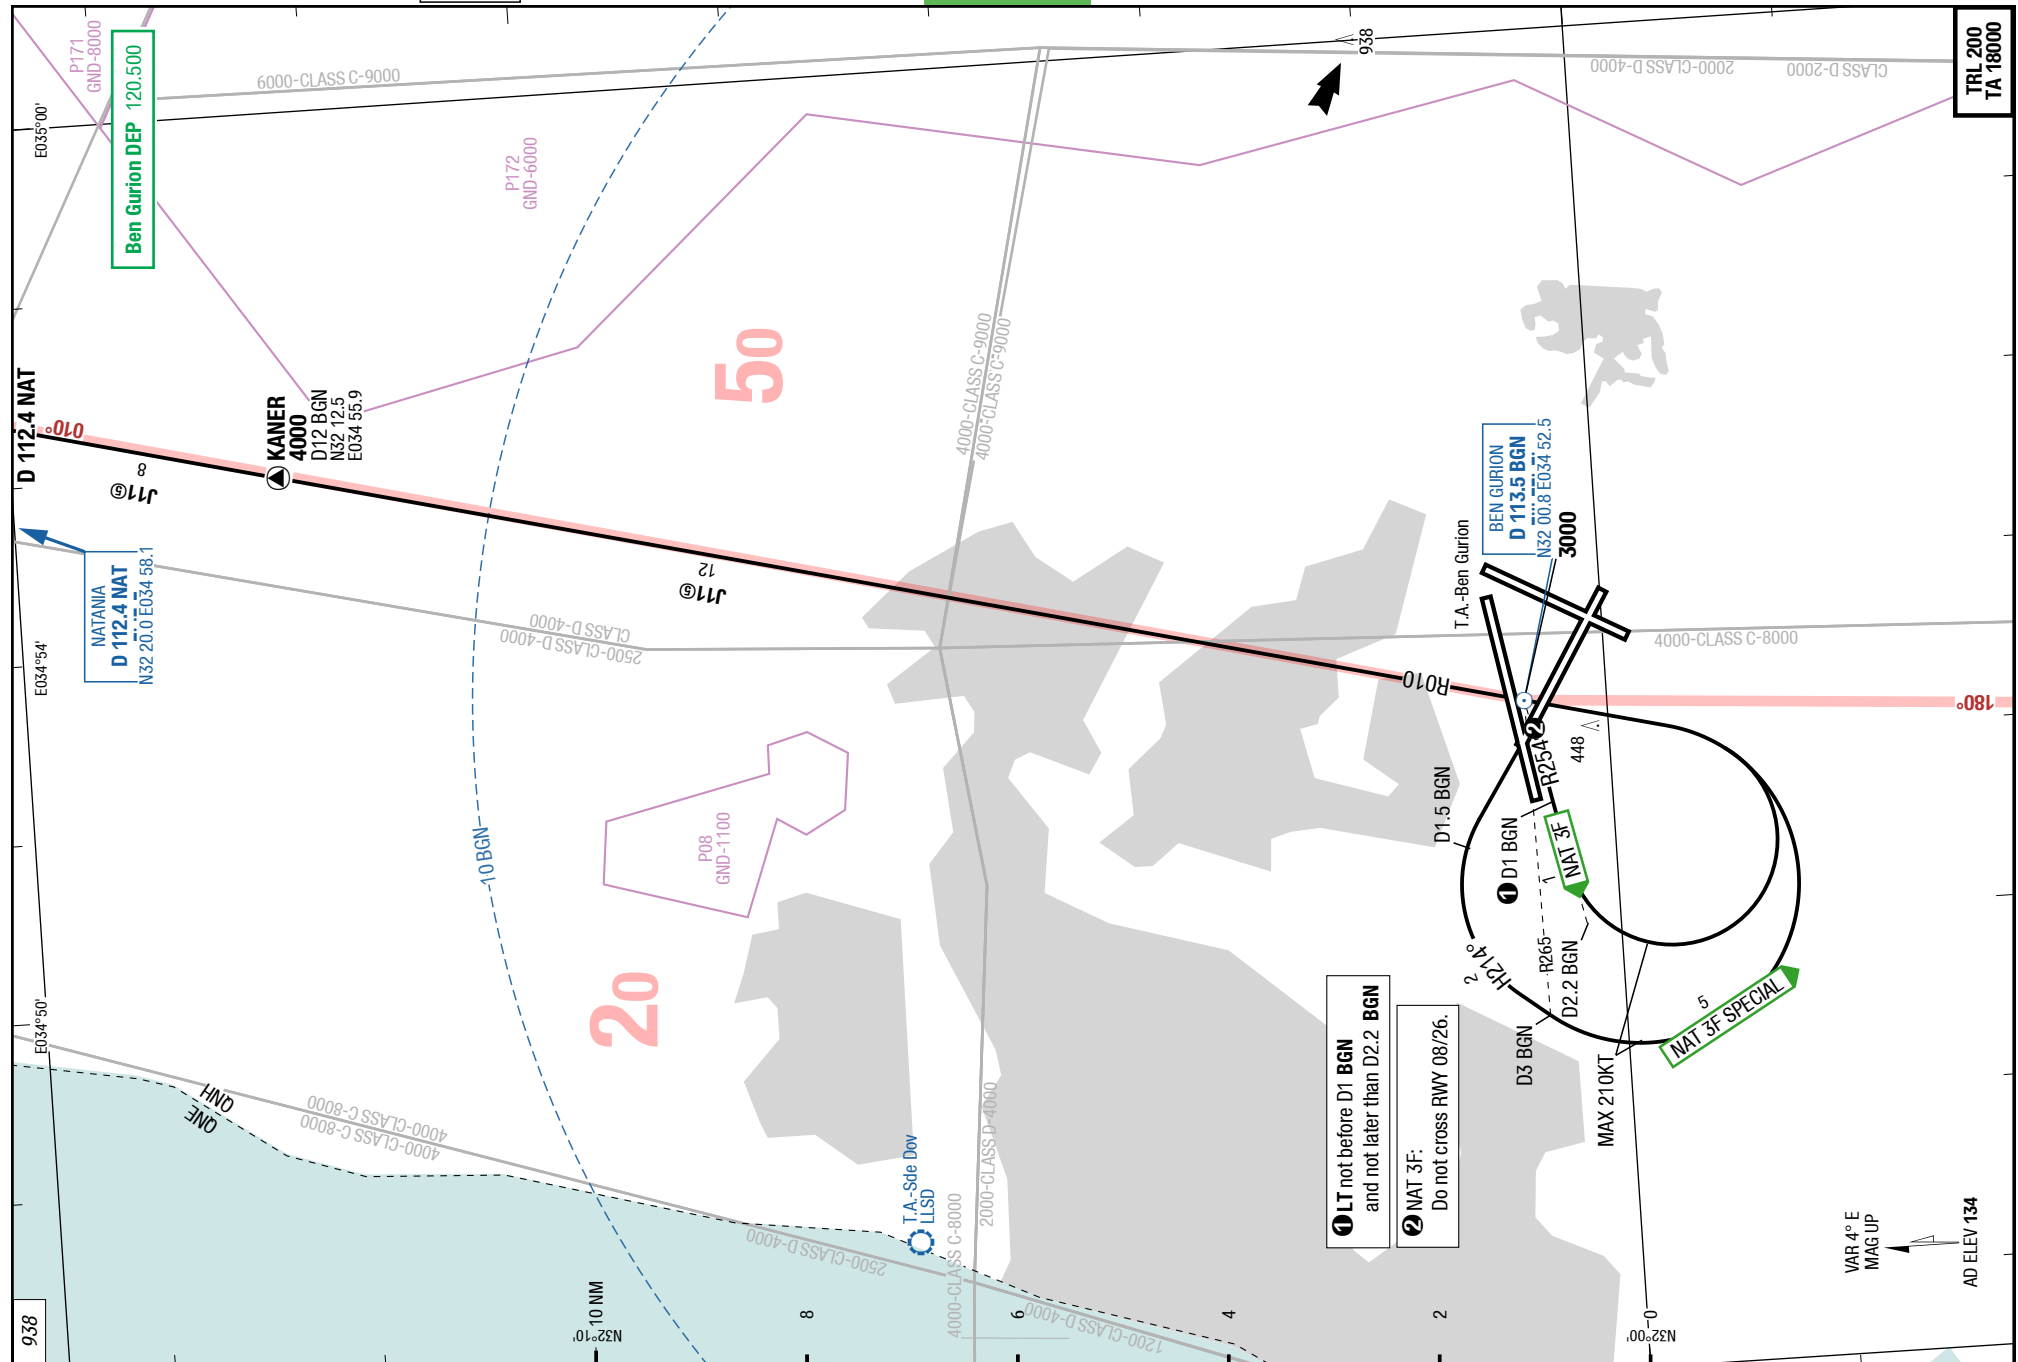 P171
GND-8000
Ben Gurion DEP 120.500
E035°00'
6000-CLASS C-9000
P172
GND-6000
938
2000-CLASS D-4000
CLASS D-2000
TRL 200
TA 18000
D 112.4 NAT
010°
8
J11⑤
KANER
4000
D12 BGN
N32 12.5
E034 55.9
50
4000-CLASS C-9000
4000-CLASS C-9000
NATANIA
D 112.4 NAT
N32 20.0 E034 58.1
E034°54'
12
J11⑤
CLASS D-4000
2500-CLASS D-4000
T.A.-Ben Gurion
BEN GURION
D 113.5 BGN
N32 00.8 E034 52.5
3000
4000-CLASS C-8000
R010
180°
10 BGN
P08
GND-1100
D1.5 BGN
❶ D1 BGN
❷
R254
448
1
NAT 3F
R265
D2.2 BGN
2
H214°
D3 BGN
MAX 210KT
5
NAT 3F SPECIAL
20
E034°50'
QNH
QNE
4000-CLASS C-8000
4000-CLASS C-8000
T.A.-Sde Dov
LLSD
2500-CLASS D-4000
2000-CLASS D-4000
4000-CLASS C-8000
1200-CLASS D-4000
❶ LT not before D1 BGN
and not later than D2.2 BGN
❷ NAT 3F:
Do not cross RWY 08/26.
VAR 4° E
MAG UP
AD ELEV 134
938
10 NM
N32°10'
8
6
4
2
0
N32°00'